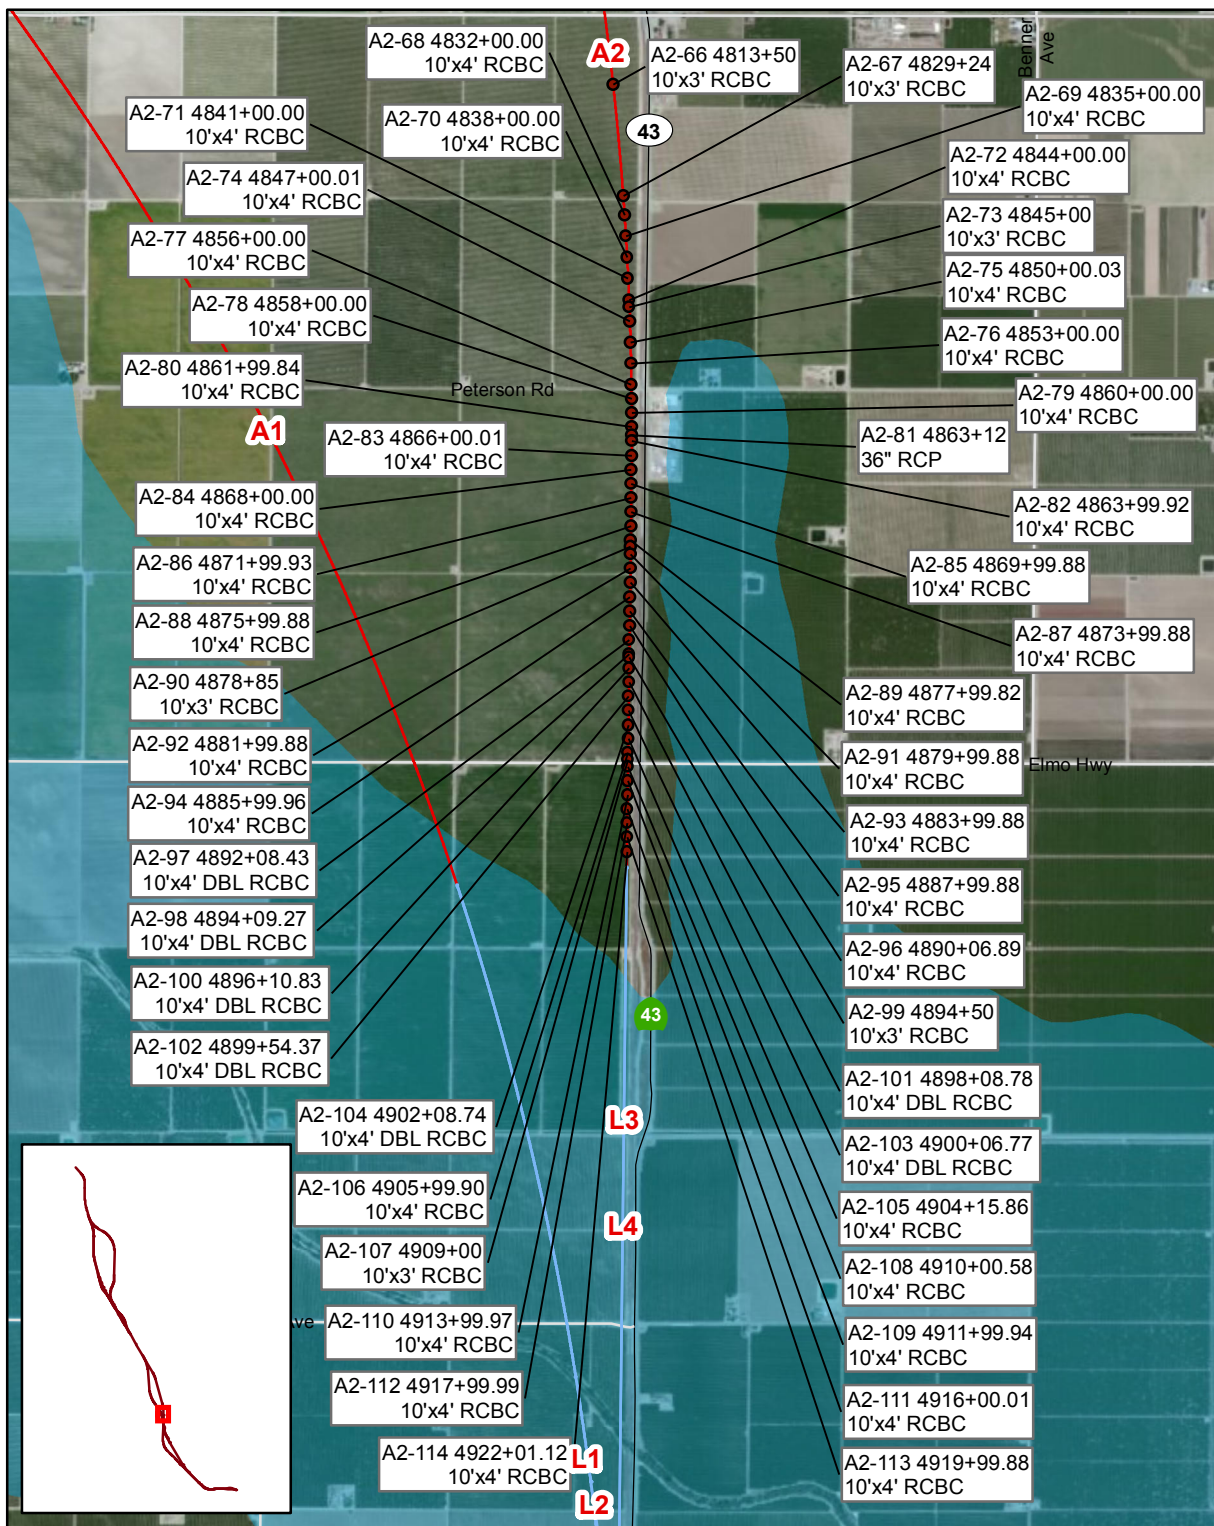 A2-68 4832+00.00
10'x4' RCBC
A2
A2-66 4813+50
10'x3' RCBC
A2-67 4829+24
10'x3' RCBC
Benner
Ave
A2-69 4835+00.00
10'x4' RCBC
A2-71 4841+00.00
10'x4' RCBC
A2-70 4838+00.00
10'x4' RCBC
43
A2-72 4844+00.00
10'x4' RCBC
A2-74 4847+00.01
10'x4' RCBC
A2-73 4845+00
10'x3' RCBC
A2-77 4856+00.00
10'x4' RCBC
A2-75 4850+00.03
10'x4' RCBC
A2-78 4858+00.00
10'x4' RCBC
A2-76 4853+00.00
10'x4' RCBC
A2-80 4861+99.84
10'x4' RCBC
Peterson Rd
A2-79 4860+00.00
10'x4' RCBC
A1
A2-83 4866+00.01
10'x4' RCBC
A2-81 4863+12
36" RCP
A2-84 4868+00.00
10'x4' RCBC
A2-82 4863+99.92
10'x4' RCBC
A2-86 4871+99.93
10'x4' RCBC
A2-85 4869+99.88
10'x4' RCBC
A2-88 4875+99.88
10'x4' RCBC
A2-87 4873+99.88
10'x4' RCBC
A2-90 4878+85
10'x3' RCBC
A2-89 4877+99.82
10'x4' RCBC
A2-92 4881+99.88
10'x4' RCBC
A2-91 4879+99.88
10'x4' RCBC
Elmo Hwy
A2-94 4885+99.96
10'x4' RCBC
A2-93 4883+99.88
10'x4' RCBC
A2-97 4892+08.43
10'x4' DBL RCBC
A2-95 4887+99.88
10'x4' RCBC
A2-98 4894+09.27
10'x4' DBL RCBC
A2-96 4890+06.89
10'x4' RCBC
A2-100 4896+10.83
10'x4' DBL RCBC
A2-99 4894+50
10'x3' RCBC
43
A2-102 4899+54.37
10'x4' DBL RCBC
A2-101 4898+08.78
10'x4' DBL RCBC
A2-104 4902+08.74
10'x4' DBL RCBC
L3
A2-103 4900+06.77
10'x4' DBL RCBC
A2-106 4905+99.90
10'x4' RCBC
L4
A2-105 4904+15.86
10'x4' RCBC
A2-107 4909+00
10'x3' RCBC
A2-108 4910+00.58
10'x4' RCBC
ve
A2-110 4913+99.97
10'x4' RCBC
A2-109 4911+99.94
10'x4' RCBC
A2-112 4917+99.99
10'x4' RCBC
A2-111 4916+00.01
10'x4' RCBC
A2-114 4922+01.12
10'x4' RCBC
L1
A2-113 4919+99.88
10'x4' RCBC
L2